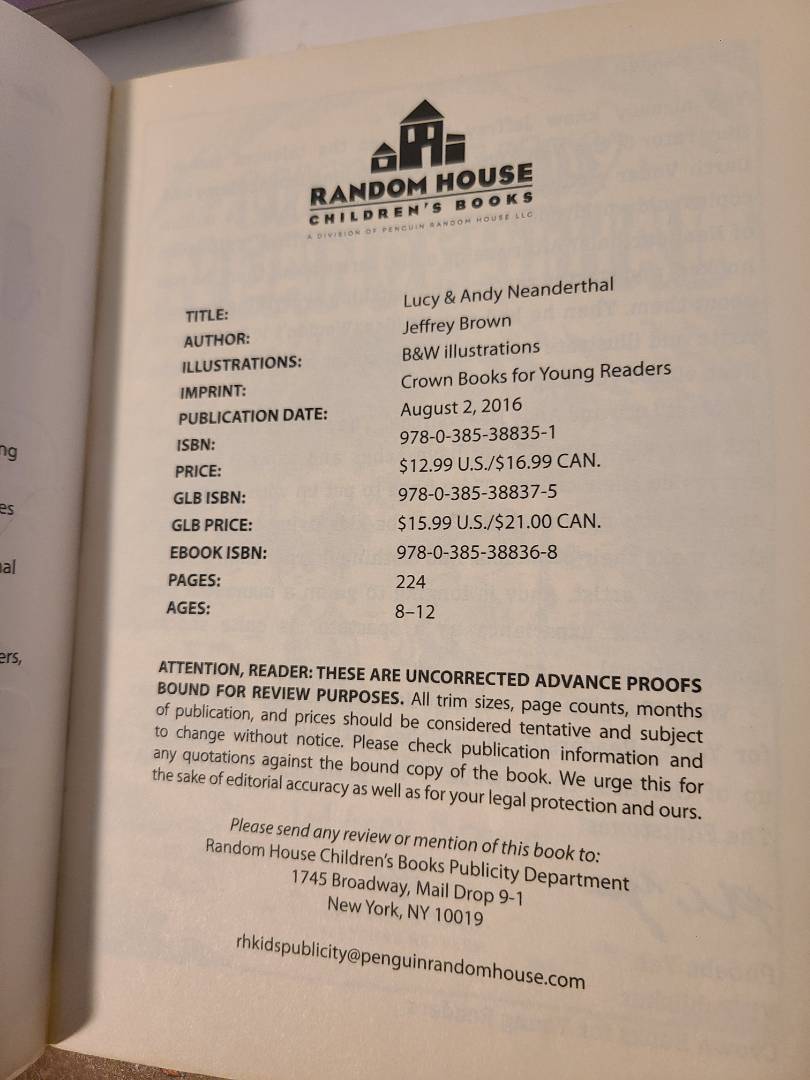 RANDOM HOUSE
CHILDREN'S BOOKS
A DIVISION OF PENGUIN RANDOM HOUSE LLC
TITLE: Lucy & Andy Neanderthal
AUTHOR: Jeffrey Brown
ILLUSTRATIONS: B&W illustrations
IMPRINT: Crown Books for Young Readers
PUBLICATION DATE: August 2, 2016
ISBN: 978-0-385-38835-1
PRICE: $12.99 U.S./$16.99 CAN.
GLB ISBN: 978-0-385-38837-5
GLB PRICE: $15.99 U.S./$21.00 CAN.
EBOOK ISBN: 978-0-385-38836-8
PAGES: 224
AGES: 8–12
ATTENTION, READER: THESE ARE UNCORRECTED ADVANCE PROOFS
BOUND FOR REVIEW PURPOSES. All trim sizes, page counts, months
of publication, and prices should be considered tentative and subject
to change without notice. Please check publication information and
any quotations against the bound copy of the book. We urge this for
the sake of editorial accuracy as well as for your legal protection and ours.
Please send any review or mention of this book to:
Random House Children's Books Publicity Department
1745 Broadway, Mail Drop 9-1
New York, NY 10019
rhkidspublicity@penguinrandomhouse.com